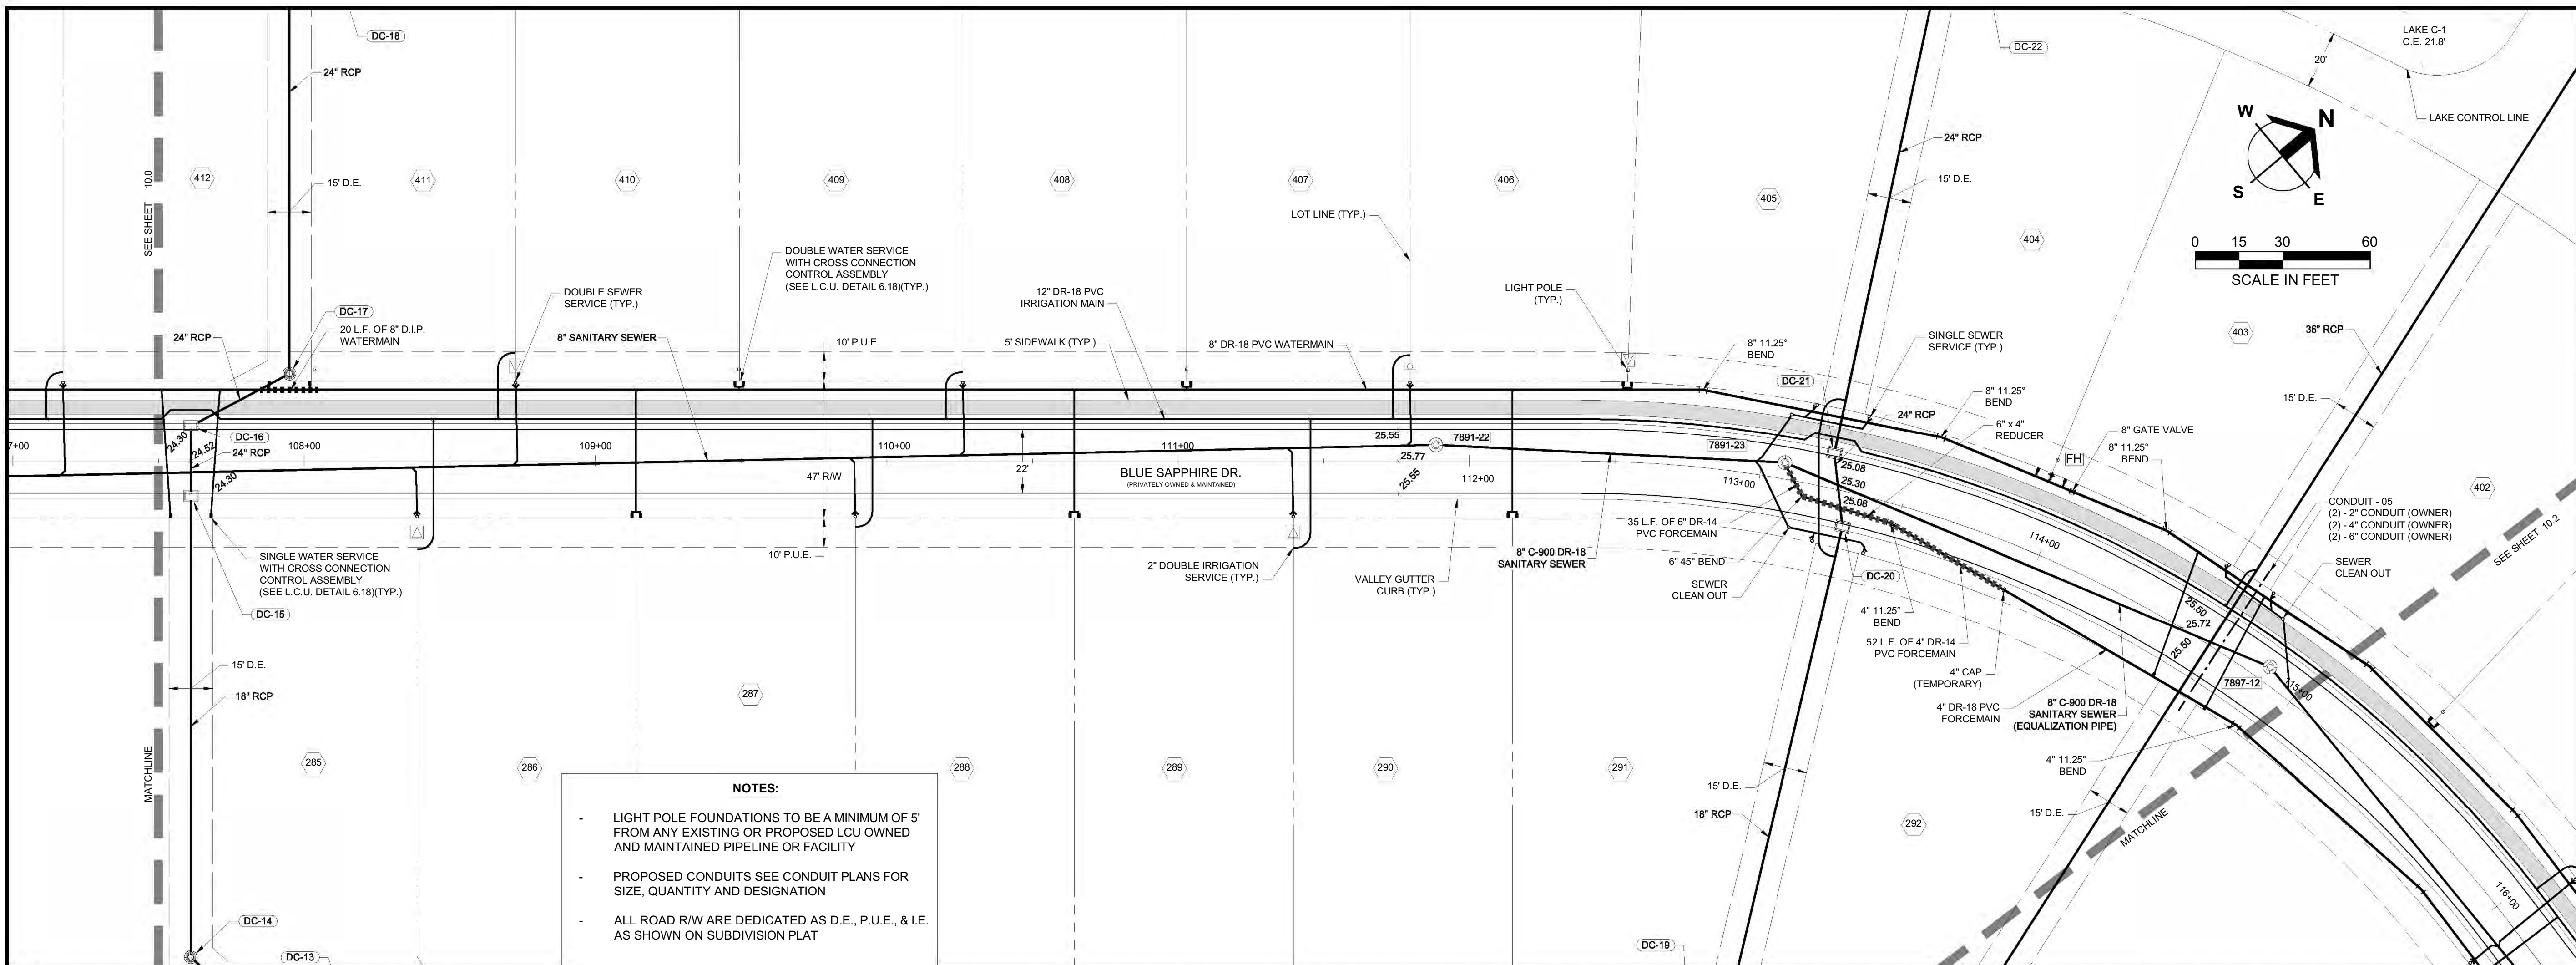 DC-18
24" RCP
SEE SHEET 10.0
412
15' D.E.
411
410
409
408
407
406
405
404
403
402
DC-22
LAKE C-1
C.E. 21.8'
20'
LAKE CONTROL LINE
W
N
S
E
0 15 30 60
SCALE IN FEET
24" RCP
15' D.E.
LOT LINE (TYP.)
DOUBLE WATER SERVICE
WITH CROSS CONNECTION
CONTROL ASSEMBLY
(SEE L.C.U. DETAIL 6.18)(TYP.)
DOUBLE SEWER
SERVICE (TYP.)
12" DR-18 PVC
IRRIGATION MAIN
LIGHT POLE
(TYP.)
DC-17
20 L.F. OF 8" D.I.P.
WATERMAIN
24" RCP
8" SANITARY SEWER
10' P.U.E.
5' SIDEWALK (TYP.)
8" DR-18 PVC WATERMAIN
8" 11.25°
BEND
SINGLE SEWER
SERVICE (TYP.)
36" RCP
DC-21
8" 11.25°
BEND
24" RCP
6" x 4"
REDUCER
15' D.E.
8" GATE VALVE
8" 11.25°
BEND
FH
7+00
24.30
24.52
DC-16
24" RCP
24.30
108+00
109+00
110+00
111+00
25.55
25.77
25.55
7891-22
7891-23
112+00
113+00
25.08
25.30
25.08
114+00
47' R/W
22'
BLUE SAPPHIRE DR.
(PRIVATELY OWNED & MAINTAINED)
CONDUIT - 05
(2) - 2" CONDUIT (OWNER)
(2) - 4" CONDUIT (OWNER)
(2) - 6" CONDUIT (OWNER)
SEE SHEET 10.2
SEWER
CLEAN OUT
SINGLE WATER SERVICE
WITH CROSS CONNECTION
CONTROL ASSEMBLY
(SEE L.C.U. DETAIL 6.18)(TYP.)
DC-15
10' P.U.E.
2" DOUBLE IRRIGATION
SERVICE (TYP.)
VALLEY GUTTER
CURB (TYP.)
8" C-900 DR-18
SANITARY SEWER
35 L.F. OF 6" DR-14
PVC FORCEMAIN
6" 45° BEND
SEWER
CLEAN OUT
DC-20
4" 11.25°
BEND
52 L.F. OF 4" DR-14
PVC FORCEMAIN
4" CAP
(TEMPORARY)
4" DR-18 PVC
FORCEMAIN
8" C-900 DR-18
SANITARY SEWER
(EQUALIZATION PIPE)
25.50
25.72
25.50
7897-12
115+00
4" 11.25°
BEND
15' D.E.
MATCHLINE
116+00
15' D.E.
18" RCP
MATCHLINE
285
286
287
288
289
290
291
292
15' D.E.
18" RCP
DC-19
DC-14
DC-13
NOTES:
- LIGHT POLE FOUNDATIONS TO BE A MINIMUM OF 5'
FROM ANY EXISTING OR PROPOSED LCU OWNED
AND MAINTAINED PIPELINE OR FACILITY
- PROPOSED CONDUITS SEE CONDUIT PLANS FOR
SIZE, QUANTITY AND DESIGNATION
- ALL ROAD R/W ARE DEDICATED AS D.E., P.U.E., & I.E.
AS SHOWN ON SUBDIVISION PLAT